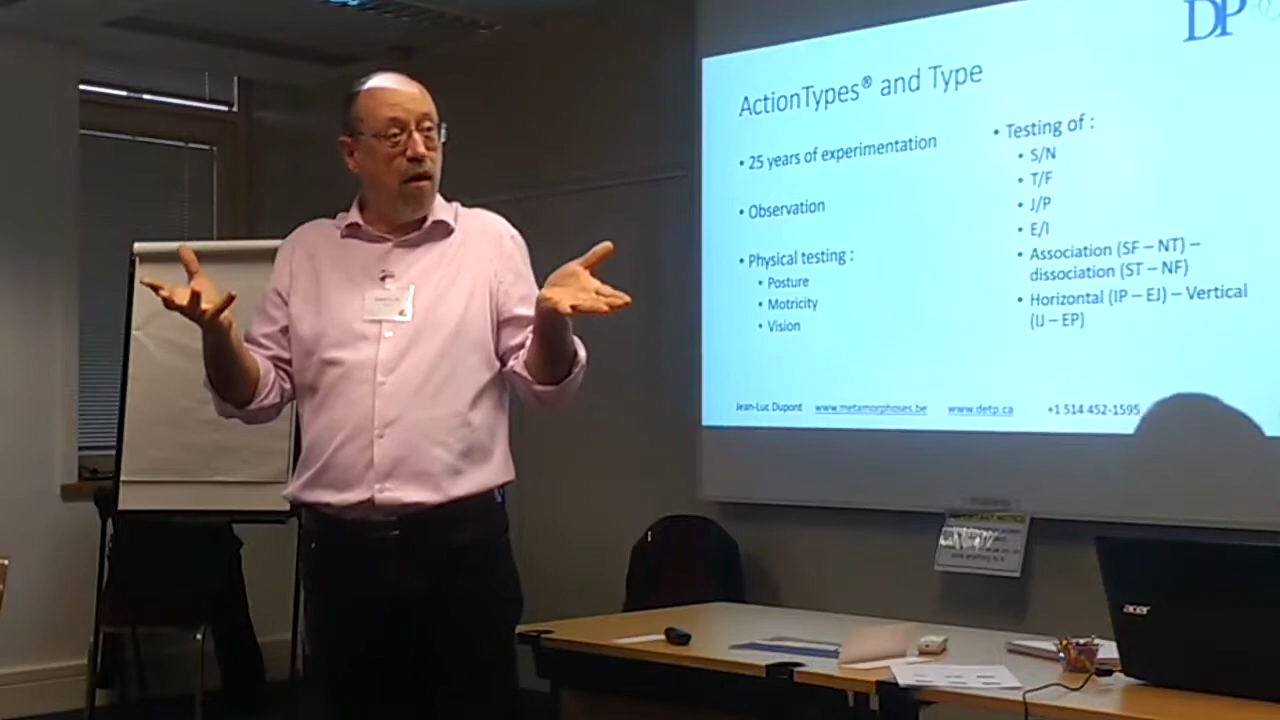 DP
ActionTypes® and Type
• 25 years of experimentation
• Observation
• Physical testing :
• Posture
• Motricity
• Vision
• Testing of :
• S/N
• T/F
• J/P
• E/I
• Association (SF – NT) –
dissociation (ST – NF)
• Horizontal (IP – EJ) – Vertical
(IJ – EP)
Jean-Luc Dupont www.metamorphoses.be www.detp.ca +1 514 452-1595
IMPORTANT NOTICE
acer